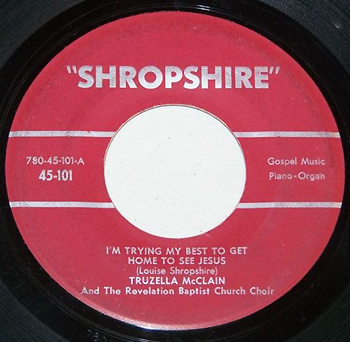 "SHROPSHIRE"
780-45-101-A
45-101
Gospel Music
Piano-Organ
I'M TRYING MY BEST TO GET
HOME TO SEE JESUS
(Louise Shropshire)
TRUZELLA McCLAIN
And The Revelation Baptist Church Choir